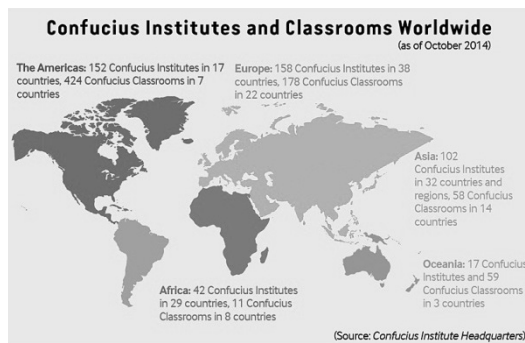 Confucius Institutes and Classrooms Worldwide
(as of October 2014)
The Americas: 152 Confucius Institutes in 17
countries, 424 Confucius Classrooms in 7
countries
Europe: 158 Confucius Institutes in 38
countries, 178 Confucius Classrooms
in 22 countries
Asia: 102
Confucius Institutes
in 32 countries and
regions, 58 Confucius
Classrooms in 14
countries
Oceania: 17 Confucius
Institutes and 59
Confucius Classrooms
in 3 countries
Africa: 42 Confucius Institutes
in 29 countries, 11 Confucius
Classrooms in 8 countries
(Source: Confucius Institute Headquarters)